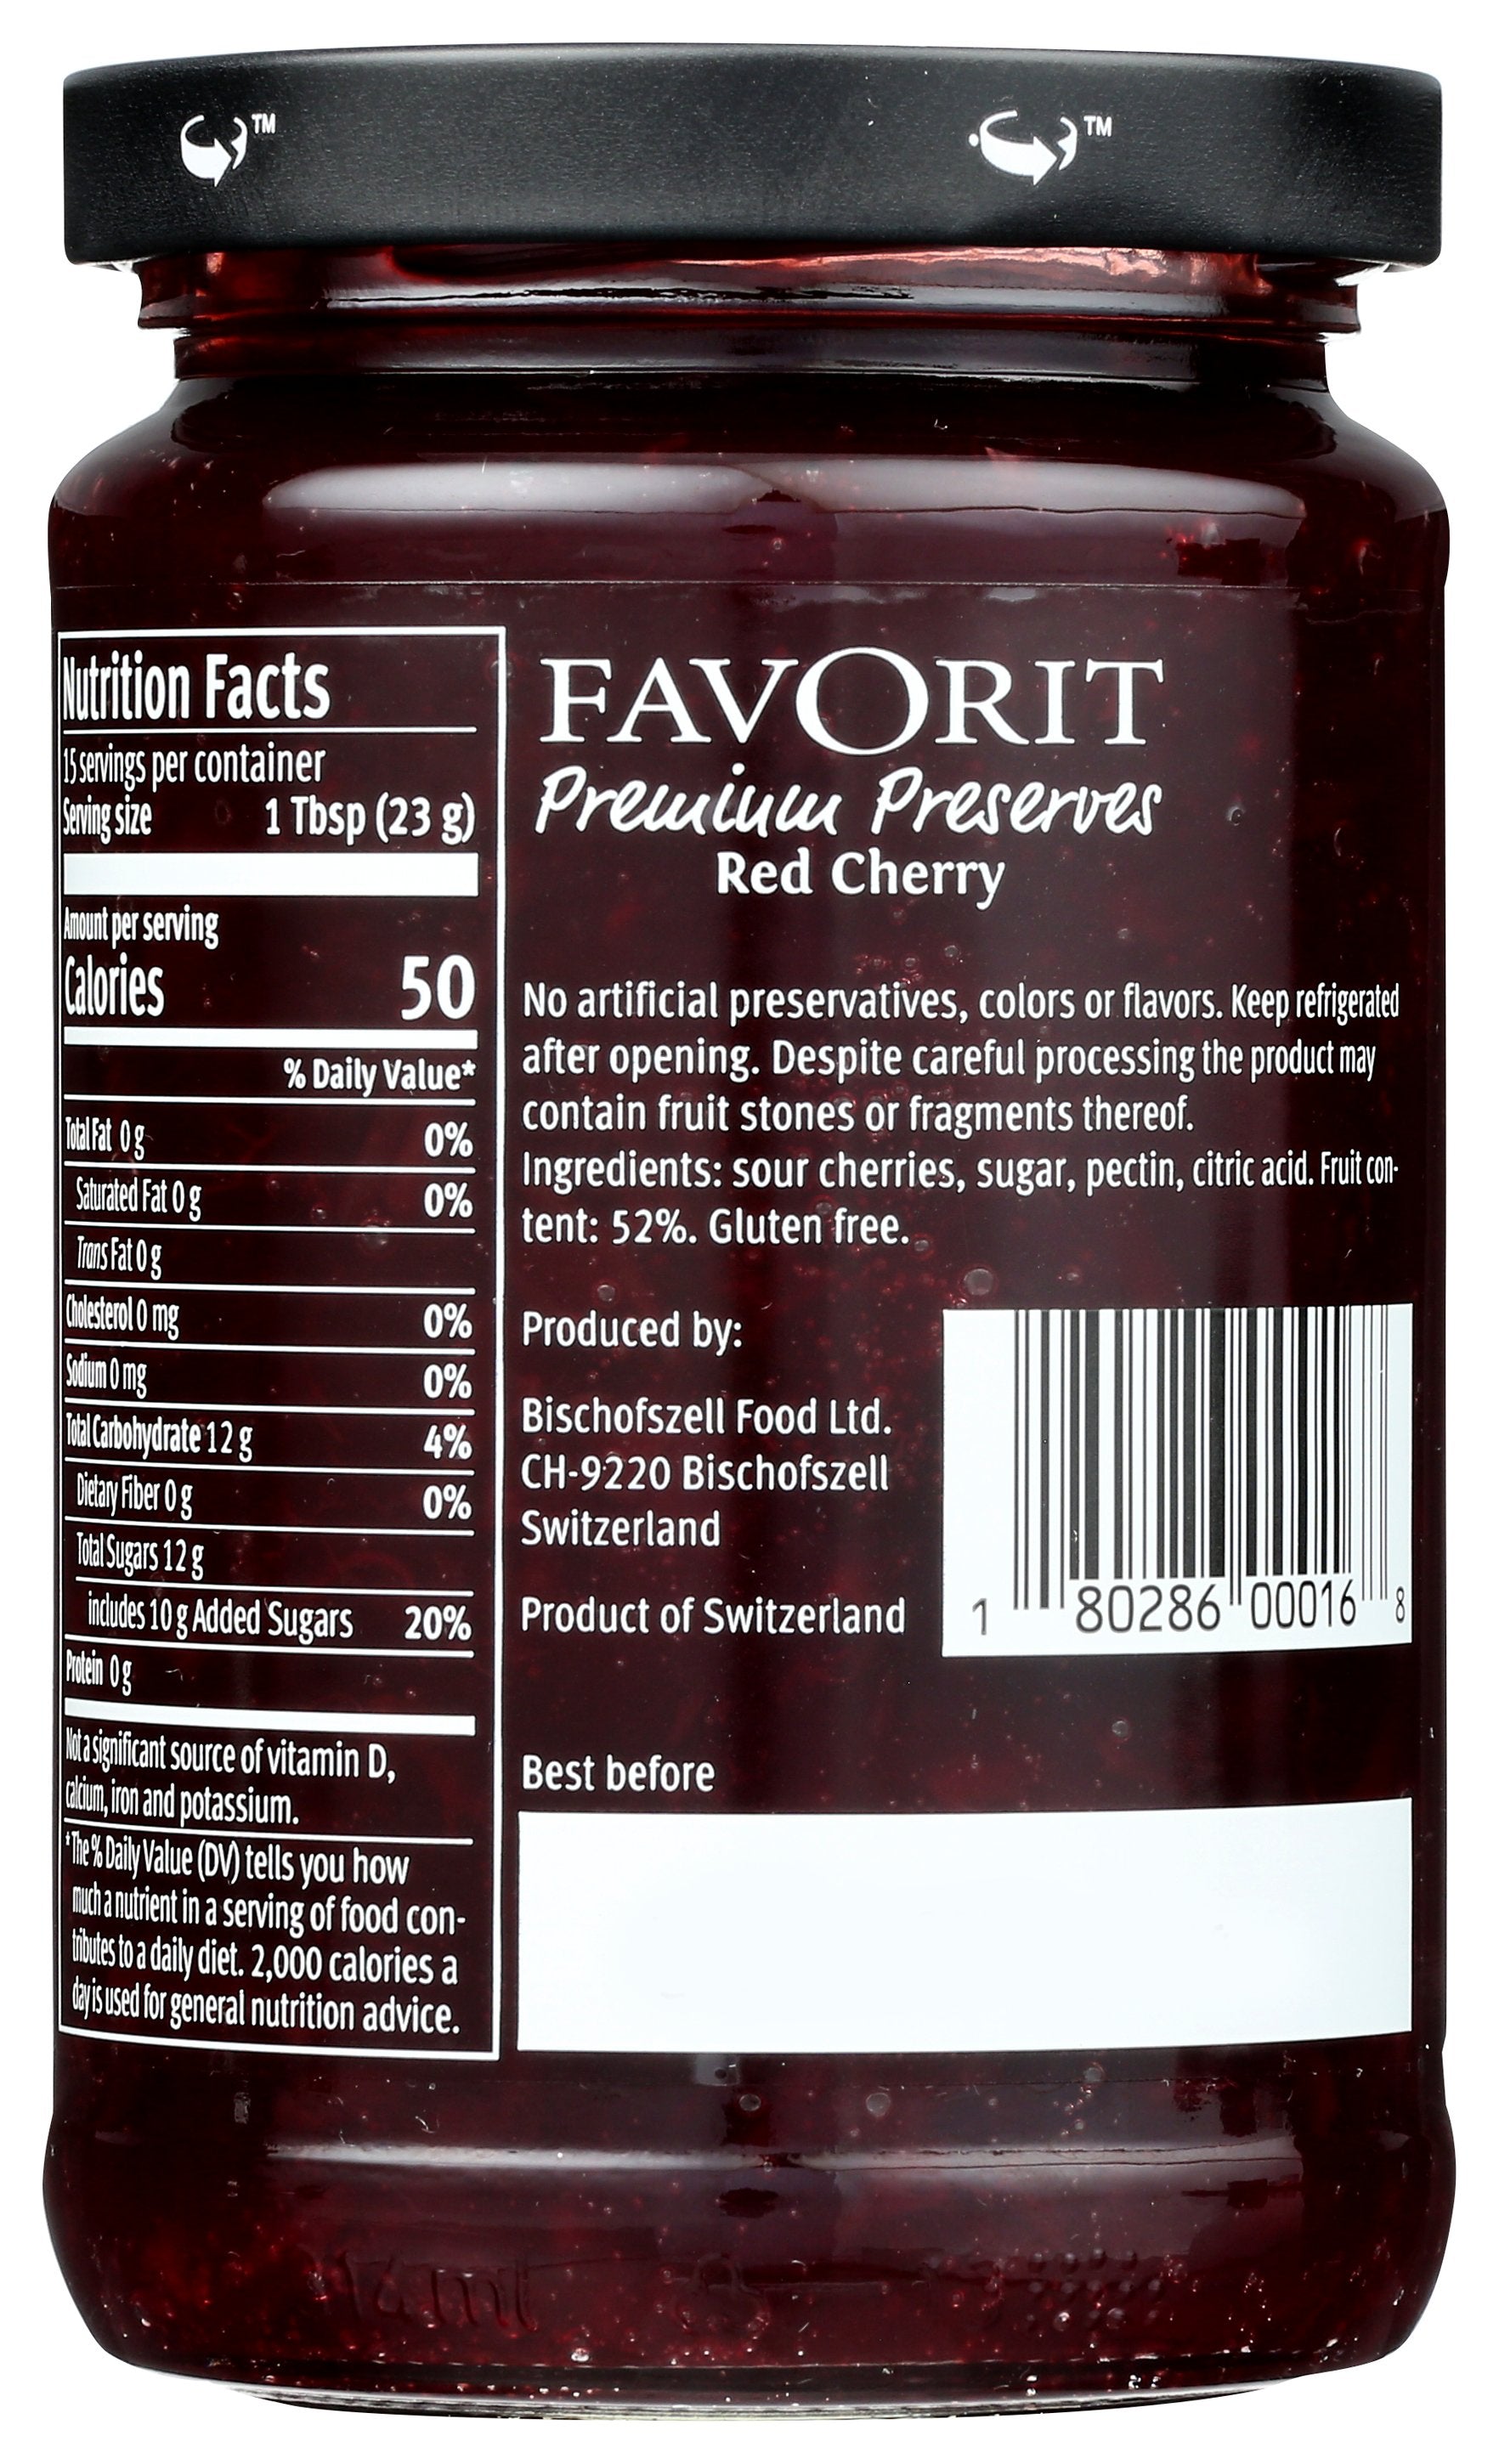 TM
TM
Nutrition Facts
15 servings per container
Serving size 1 Tbsp (23 g)
Amount per serving
Calories 50
% Daily Value*
Total Fat 0 g 0%
Saturated Fat 0 g 0%
Trans Fat 0 g
Cholesterol 0 mg 0%
Sodium 0 mg 0%
Total Carbohydrate 12 g 4%
Dietary Fiber 0 g 0%
Total Sugars 12 g
includes 10 g Added Sugars 20%
Protein 0 g
Not a significant source of vitamin D,
calcium, iron and potassium.
*The % Daily Value (DV) tells you how
much a nutrient in a serving of food con-
tributes to a daily diet. 2,000 calories a
day is used for general nutrition advice.
FAVORIT
Premium Preserves
Red Cherry
No artificial preservatives, colors or flavors. Keep refrigerated
after opening. Despite careful processing the product may
contain fruit stones or fragments thereof.
Ingredients: sour cherries, sugar, pectin, citric acid. Fruit con-
tent: 52%. Gluten free.
Produced by:
Bischofszell Food Ltd.
CH-9220 Bischofszell
Switzerland
Product of Switzerland
1 80286 00016 8
Best before
ml